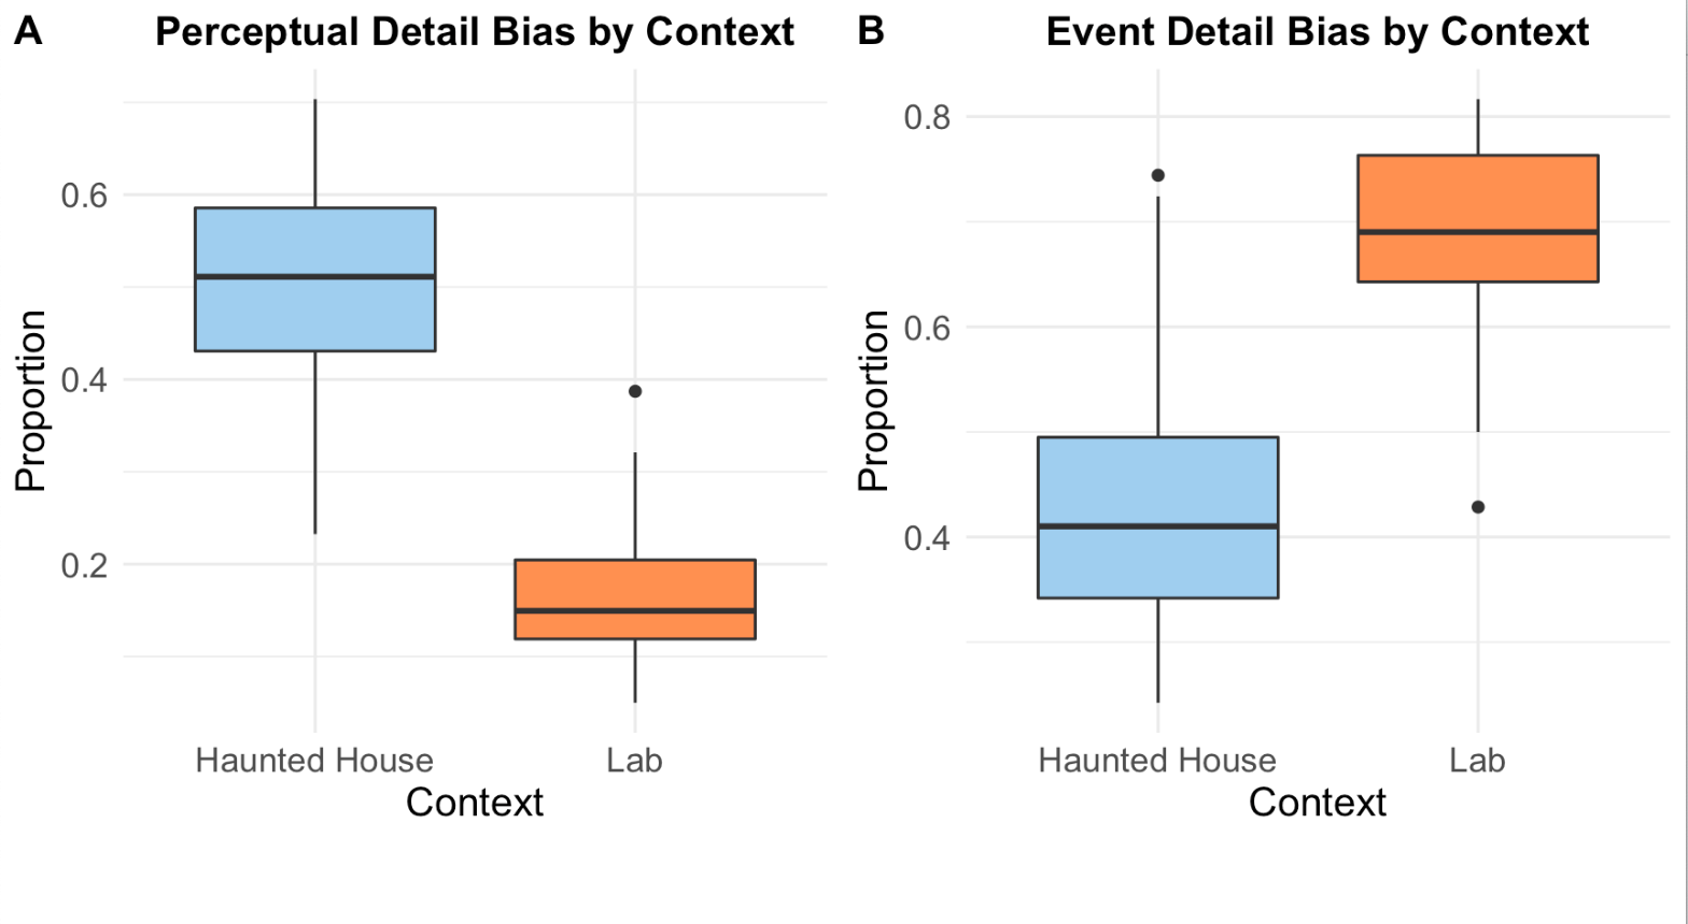 A
Perceptual Detail Bias by Context
Proportion
0.6
0.4
0.2
Haunted House
Lab
Context
B
Event Detail Bias by Context
Proportion
0.8
0.6
0.4
Haunted House
Lab
Context